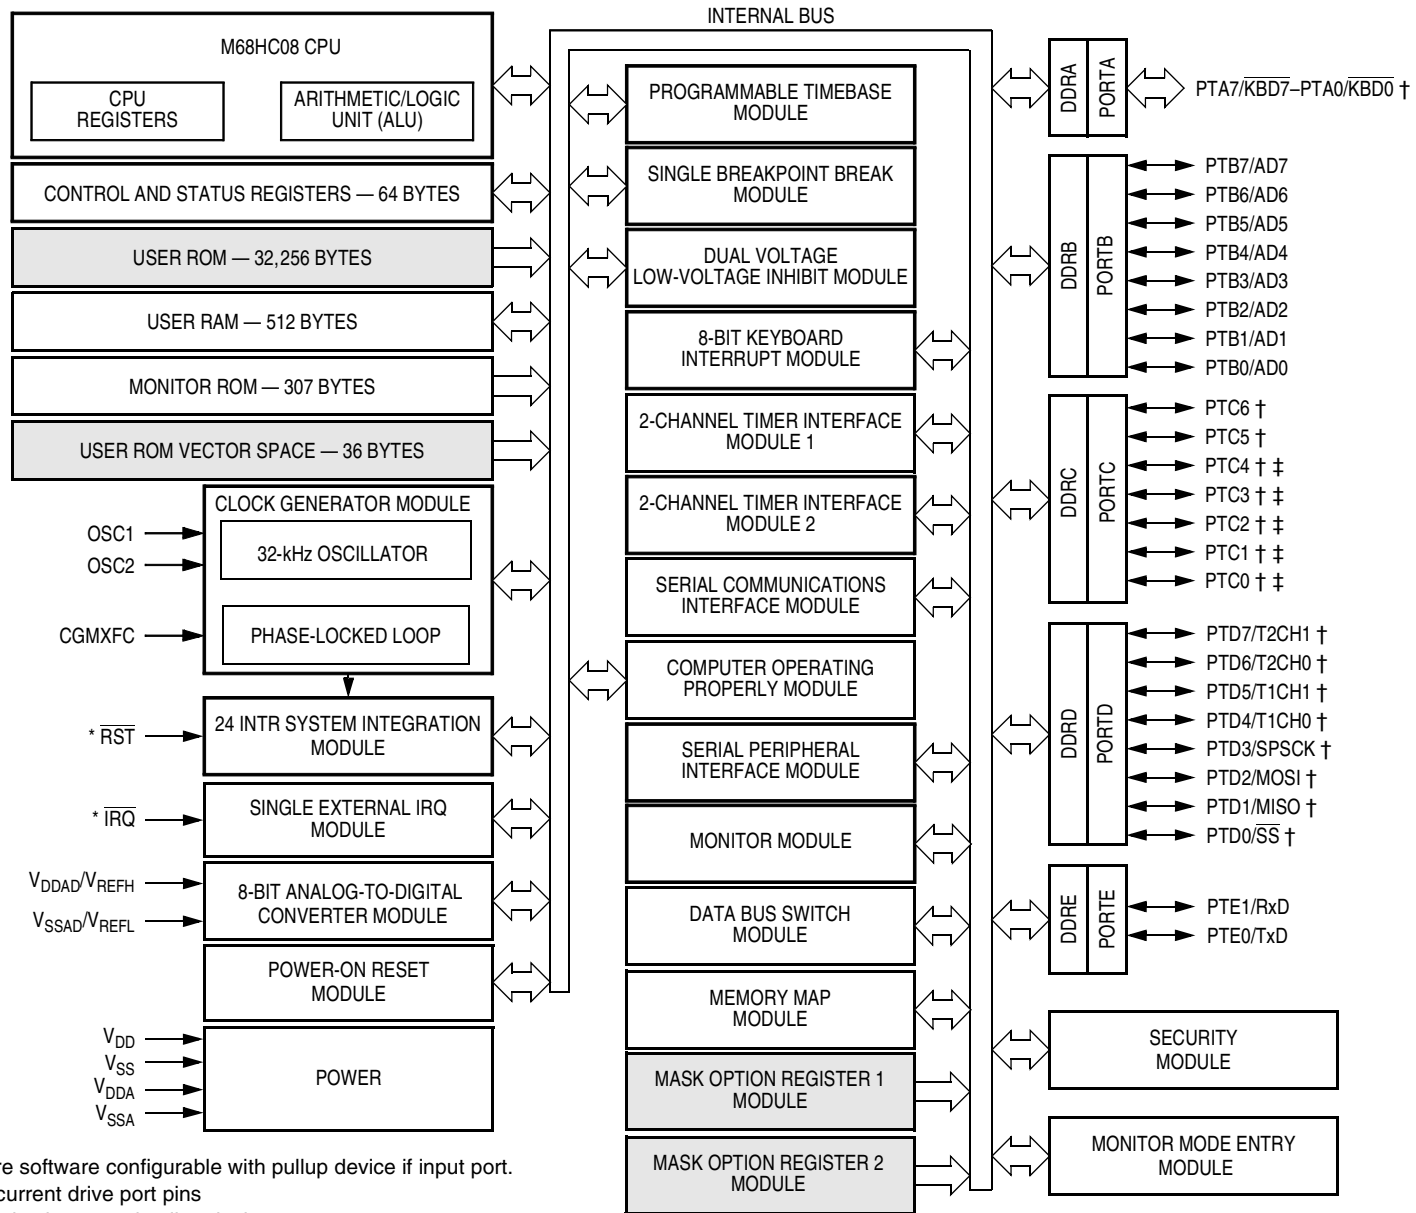 INTERNAL BUS
M68HC08 CPU
CPU
REGISTERS
ARITHMETIC/LOGIC
UNIT (ALU)
CONTROL AND STATUS REGISTERS — 64 BYTES
USER ROM — 32,256 BYTES
USER RAM — 512 BYTES
MONITOR ROM — 307 BYTES
USER ROM VECTOR SPACE — 36 BYTES
CLOCK GENERATOR MODULE
32-kHz OSCILLATOR
PHASE-LOCKED LOOP
OSC1
OSC2
CGMXFC
24 INTR SYSTEM INTEGRATION
MODULE
* RST
SINGLE EXTERNAL IRQ
MODULE
* IRQ
8-BIT ANALOG-TO-DIGITAL
CONVERTER MODULE
VDDAD/VREFH
VSSAD/VREFL
POWER-ON RESET
MODULE
POWER
VDD
VSS
VDDA
VSSA
PROGRAMMABLE TIMEBASE
MODULE
SINGLE BREAKPOINT BREAK
MODULE
DUAL VOLTAGE
LOW-VOLTAGE INHIBIT MODULE
8-BIT KEYBOARD
INTERRUPT MODULE
2-CHANNEL TIMER INTERFACE
MODULE 1
2-CHANNEL TIMER INTERFACE
MODULE 2
SERIAL COMMUNICATIONS
INTERFACE MODULE
COMPUTER OPERATING
PROPERLY MODULE
SERIAL PERIPHERAL
INTERFACE MODULE
MONITOR MODULE
DATA BUS SWITCH
MODULE
MEMORY MAP
MODULE
MASK OPTION REGISTER 1
MODULE
MASK OPTION REGISTER 2
MODULE
DDRA
PORTA
PTA7/KBD7–PTA0/KBD0 †
DDRB
PORTB
PTB7/AD7
PTB6/AD6
PTB5/AD5
PTB4/AD4
PTB3/AD3
PTB2/AD2
PTB1/AD1
PTB0/AD0
DDRC
PORTC
PTC6 †
PTC5 †
PTC4 † ‡
PTC3 † ‡
PTC2 † ‡
PTC1 † ‡
PTC0 † ‡
DDRD
PORTD
PTD7/T2CH1 †
PTD6/T2CH0 †
PTD5/T1CH1 †
PTD4/T1CH0 †
PTD3/SPSCK †
PTD2/MOSI †
PTD1/MISO †
PTD0/SS †
DDRE
PORTE
PTE1/RxD
PTE0/TxD
SECURITY
MODULE
MONITOR MODE ENTRY
MODULE
re software configurable with pullup device if input port.
current drive port pins